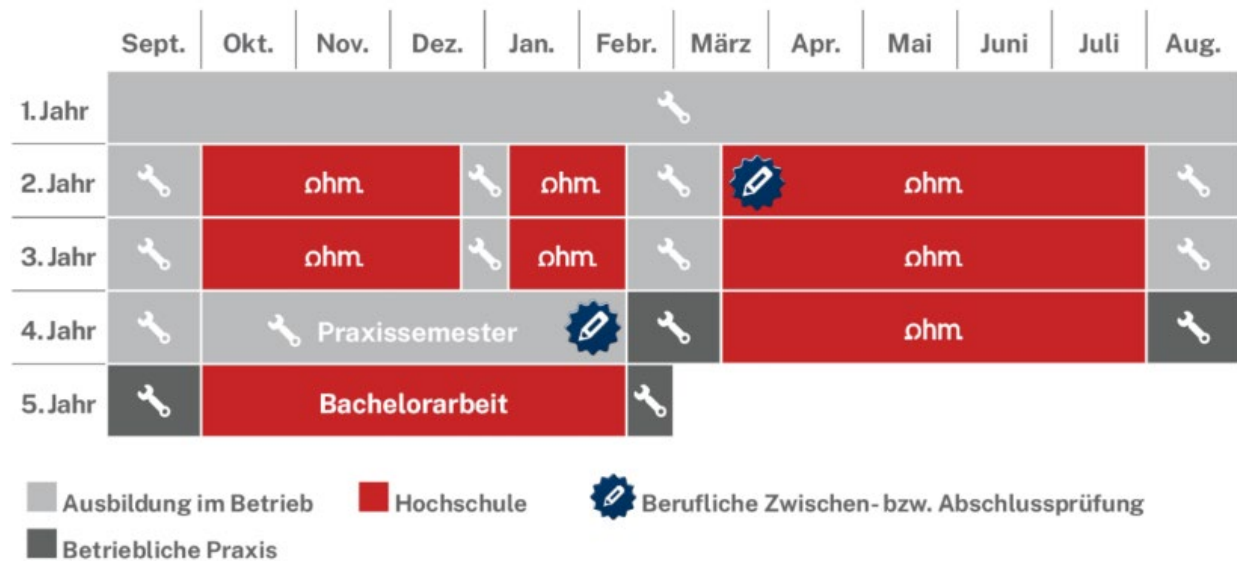 Sept. Okt. Nov. Dez. Jan. Febr. März Apr. Mai Juni Juli Aug.
1. Jahr
2. Jahr ohm ohm ohm
3. Jahr ohm ohm ohm
4. Jahr Praxissemester ohm
5. Jahr Bachelorarbeit
Ausbildung im Betrieb Hochschule Berufliche Zwischen- bzw. Abschlussprüfung
Betriebliche Praxis